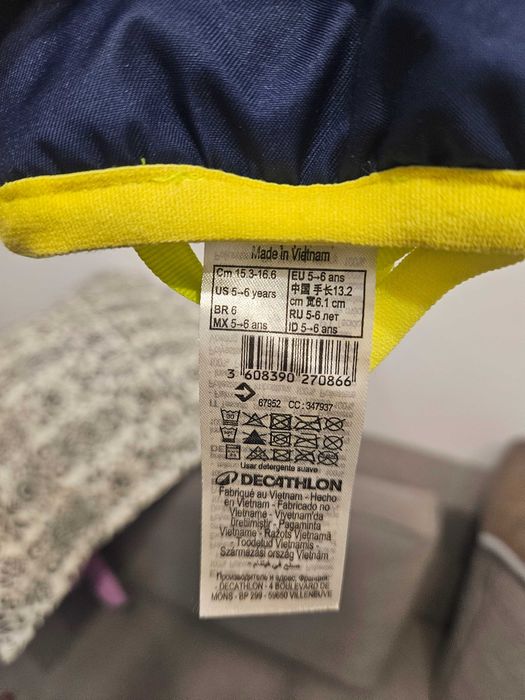 Made in Vietnam
Cm 15.3-16.6
US 5→6 years
BR 6
MX 5→6 ans
EU 5→6 ans
中国 手长13.2
cm 宽6.1 cm
RU 5-6 лет
ID 5→6 ans
3 608390 270866
67952 CC : 347937
Usar detergente suave
DECATHLON
Fabriqué au Vietnam - Hecho
en Vietnam - Fabricado no
Vietname - Viyetnam'da
Üretilmiştir - Pagaminta
Vietname - Ražots Vjetnamā
- Toodetud Vietnamis -
Származási ország Vietnám
Производитель и адрес, Франция:
- DECATHLON - 4 BOULEVARD DE
MONS - BP 299 - 59650 VILLENEUVE